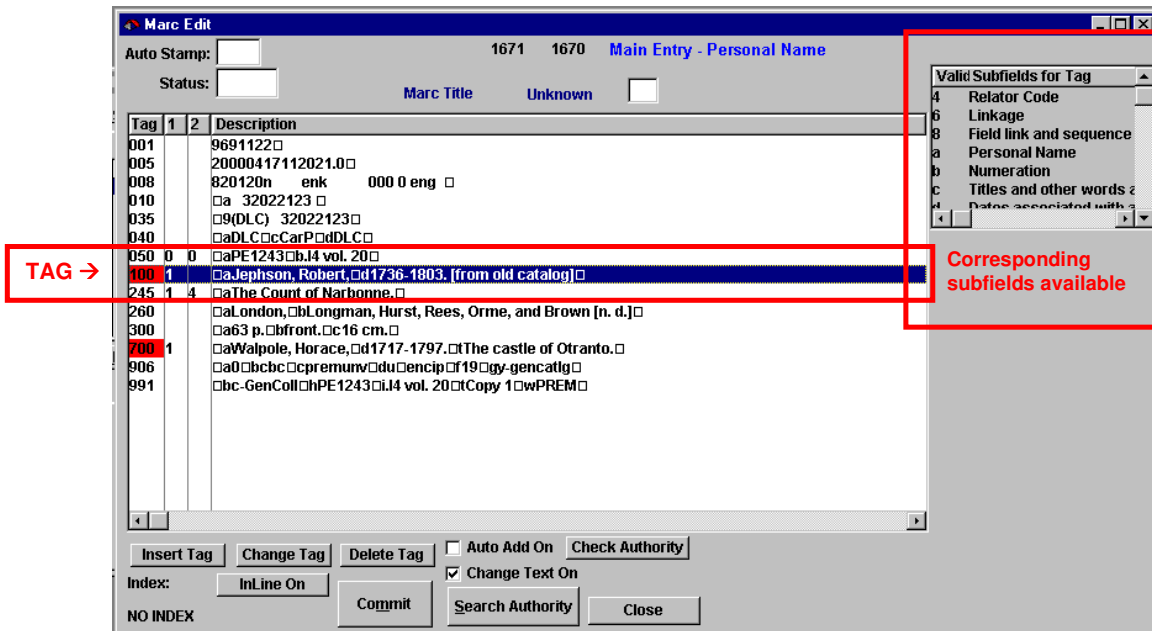 Marc Edit
Auto Stamp:
1671 1670 Main Entry - Personal Name
Status:
Marc Title Unknown
Valid Subfields for Tag
4 Relator Code
6 Linkage
8 Field link and sequence
a Personal Name
b Numeration
c Titles and other words a
d Dates associated with a
Corresponding
subfields available
TAG →
Tag 1 2 Description
001 9691122□
005 20000417112021.0□
008 820120n enk 000 0 eng □
010 □a 32022123 □
035 □9(DLC) 32022123□
040 □aDLC□cCarP□dDLC□
050 0 0 □aPE1243□b.I4 vol. 20□
100 1 □aJephson, Robert,□d1736-1803. [from old catalog]□
245 1 4 □aThe Count of Narbonne.□
260 □aLondon,□bLongman, Hurst, Rees, Orme, and Brown [n. d.]□
300 □a63 p.□bfront.□c16 cm.□
700 1 □aWalpole, Horace,□d1717-1797.□tThe castle of Otranto.□
906 □a0□bcbc□cpremunv□du□encip□f19□gy-gencatlg□
991 □bc-GenColl□hPE1243□i.I4 vol. 20□tCopy 1□wPREM□
Insert Tag Change Tag Delete Tag Auto Add On Check Authority
Change Text On
Index: InLine On
Commit Search Authority Close
NO INDEX